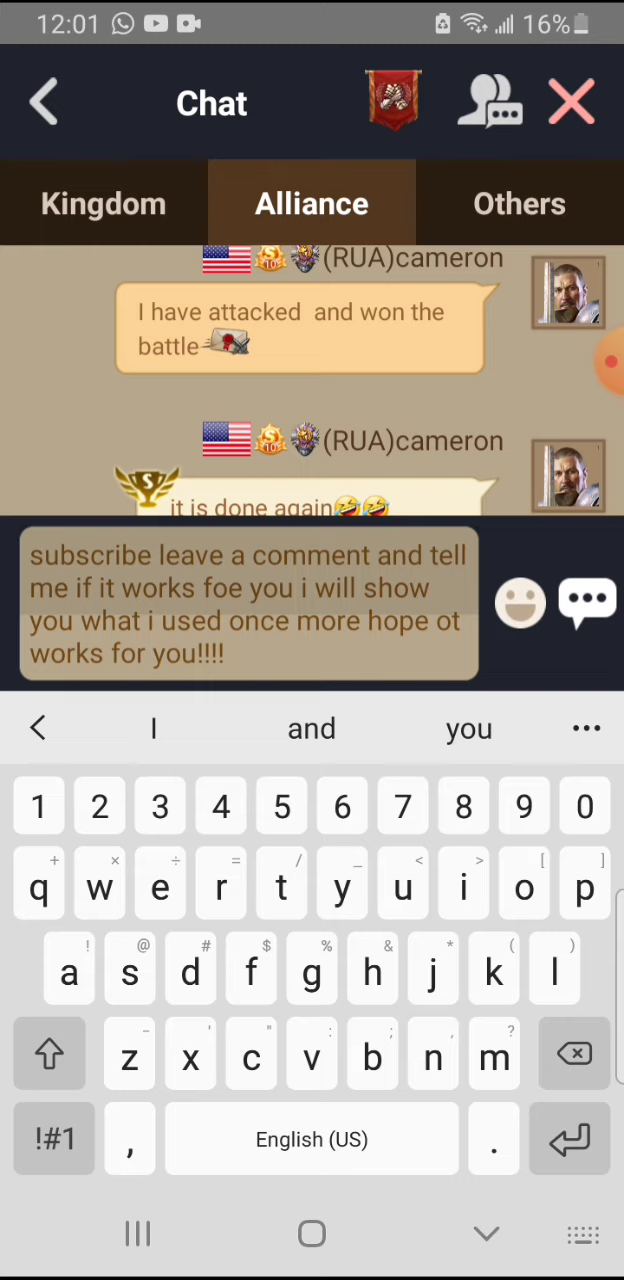 12:01 16%
Chat
Kingdom Alliance Others
(RUA)cameron
I have attacked and won the
battle
(RUA)cameron
S it is done again
subscribe leave a comment and tell
me if it works foe you i will show
you what i used once more hope ot
works for you!!!!
I and you
1 2 3 4 5 6 7 8 9 0
+ × ÷ = / _ < > [ ]
q w e r t y u i o p
! @ # $ % & * ( )
a s d f g h j k l
- ' " : ; , ?
z x c v b n m
!#1 , English (US) .